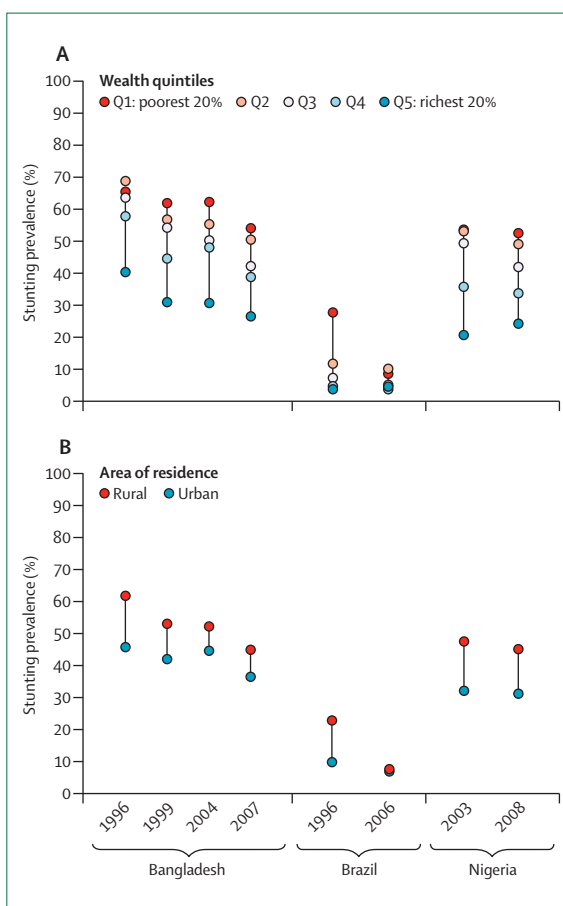 A
Wealth quintiles
Q1: poorest 20% Q2 Q3 Q4 Q5: richest 20%
Stunting prevalence (%)
100
90
80
70
60
50
40
30
20
10
0
B
Area of residence
Rural Urban
Stunting prevalence (%)
100
90
80
70
60
50
40
30
20
10
0
1996 1999 2004 2007 1996 2006 2003 2008
Bangladesh Brazil Nigeria